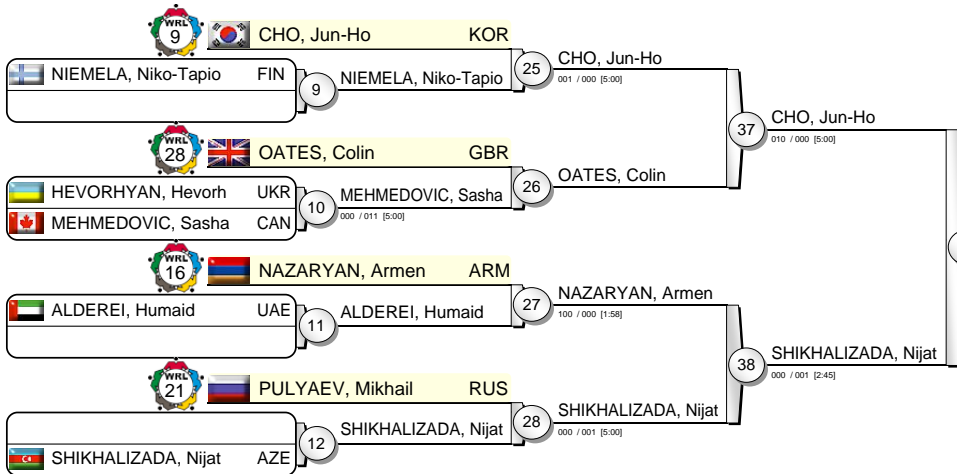 WRL
9
CHO, Jun-Ho KOR
NIEMELA, Niko-Tapio FIN
9
NIEMELA, Niko-Tapio
25
CHO, Jun-Ho
001 / 000 [5:00]
37
CHO, Jun-Ho
010 / 000 [5:00]
WRL
28
OATES, Colin GBR
HEVORHYAN, Hevorh UKR
MEHMEDOVIC, Sasha CAN
10
MEHMEDOVIC, Sasha
000 / 011 [5:00]
26
OATES, Colin
WRL
16
NAZARYAN, Armen ARM
ALDEREI, Humaid UAE
11
ALDEREI, Humaid
27
NAZARYAN, Armen
100 / 000 [1:58]
38
SHIKHALIZADA, Nijat
000 / 001 [2:45]
WRL
21
PULYAEV, Mikhail RUS
SHIKHALIZADA, Nijat AZE
12
SHIKHALIZADA, Nijat
28
SHIKHALIZADA, Nijat
000 / 001 [5:00]